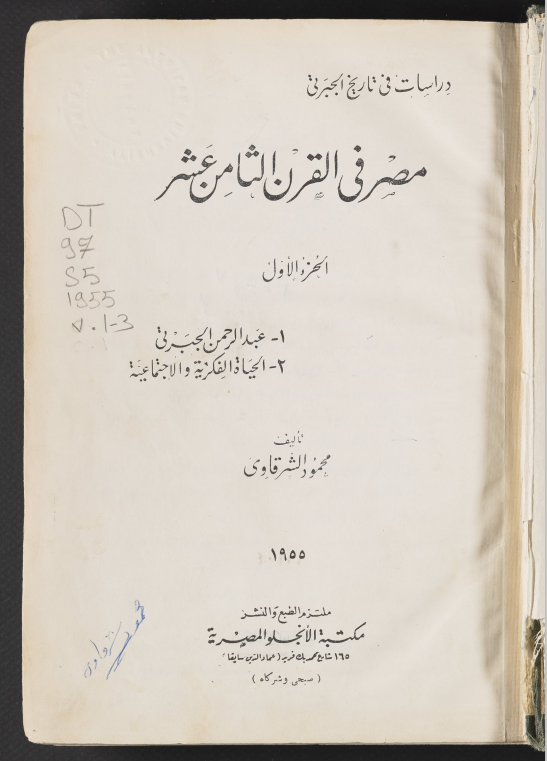 دراسات في تاريخ الجبرتي
مصر في القرن الثامن عشر
DT
97
S5
1955
v. 1-3
الجزء الأول
١- عبد الرحمن الجبرتي
٢- الحياة الفكرية والاجتماعية
تأليف
محمود الشرقاوى
١٩٥٥
ملتزم الطبع والنشر
مكتبة الأنجلو المصرية
١٦٥ شارع محمد بك فريد (عماد الدين سابقا)
(صبحى وشركاه)